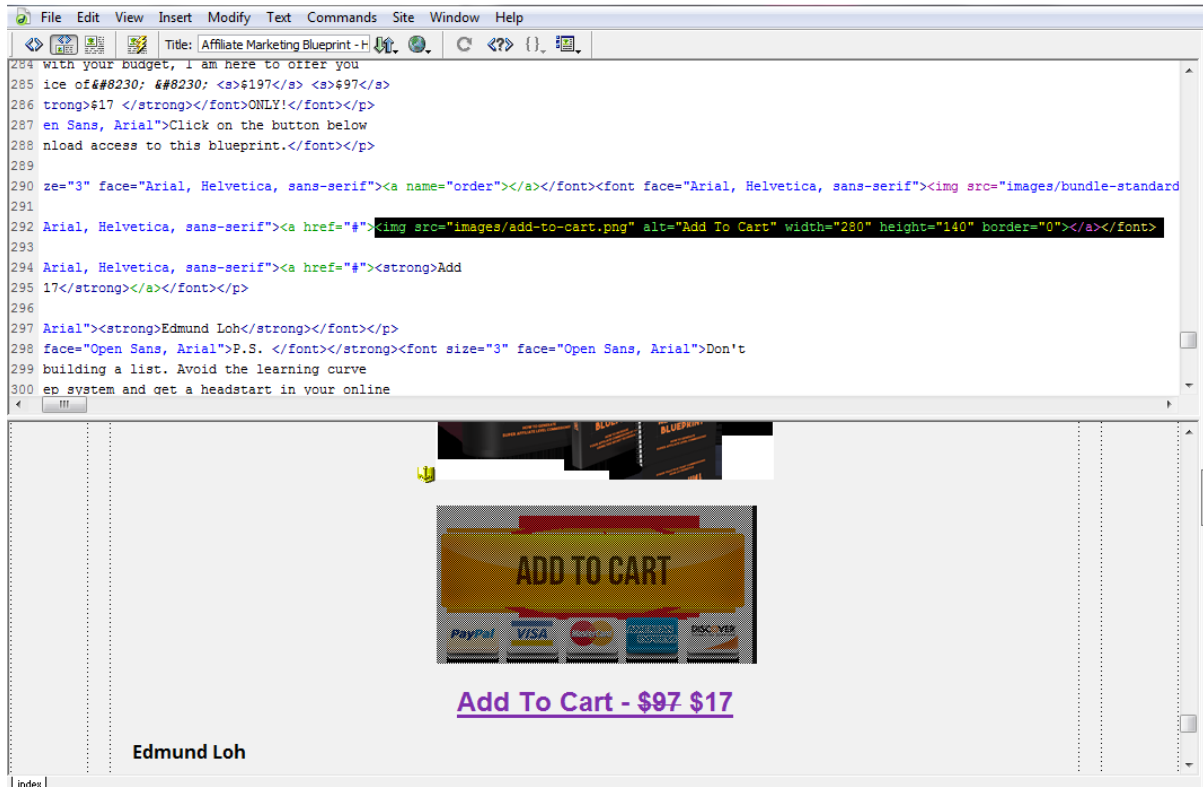 File Edit View Insert Modify Text Commands Site Window Help
Title: Affiliate Marketing Blueprint - H
284 with your budget, I am here to offer you
285 ice of&#8230; &#8230; <s>$197</s> <s>$97</s>
286 trong>$17 </strong></font>ONLY!</font></p>
287 en Sans, Arial">Click on the button below
288 nload access to this blueprint.</font></p>
289
290 ze="3" face="Arial, Helvetica, sans-serif"><a name="order"></a></font><font face="Arial, Helvetica, sans-serif"><img src="images/bundle-standard
291
292 Arial, Helvetica, sans-serif"><a href="#"><img src="images/add-to-cart.png" alt="Add To Cart" width="280" height="140" border="0"></a></font>
293
294 Arial, Helvetica, sans-serif"><a href="#"><strong>Add
295 17</strong></a></font></p>
296
297 Arial"><strong>Edmund Loh</strong></font></p>
298 face="Open Sans, Arial">P.S. </font></strong><font size="3" face="Open Sans, Arial">Don't
299 building a list. Avoid the learning curve
300 ep system and get a headstart in your online
BLUEPRINT
ADD TO CART
PayPal VISA MasterCard AMERICAN EXPRESS DISCOVER
Add To Cart - $97 $17
Edmund Loh
index